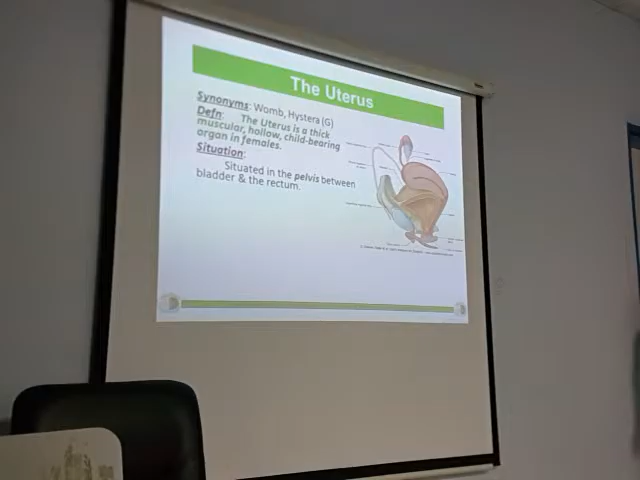 The Uterus
Synonyms: Womb, Hystera (G)
Defn: The Uterus is a thick
muscular, hollow, child-bearing
organ in females.
Situation:
Situated in the pelvis between
bladder & the rectum.